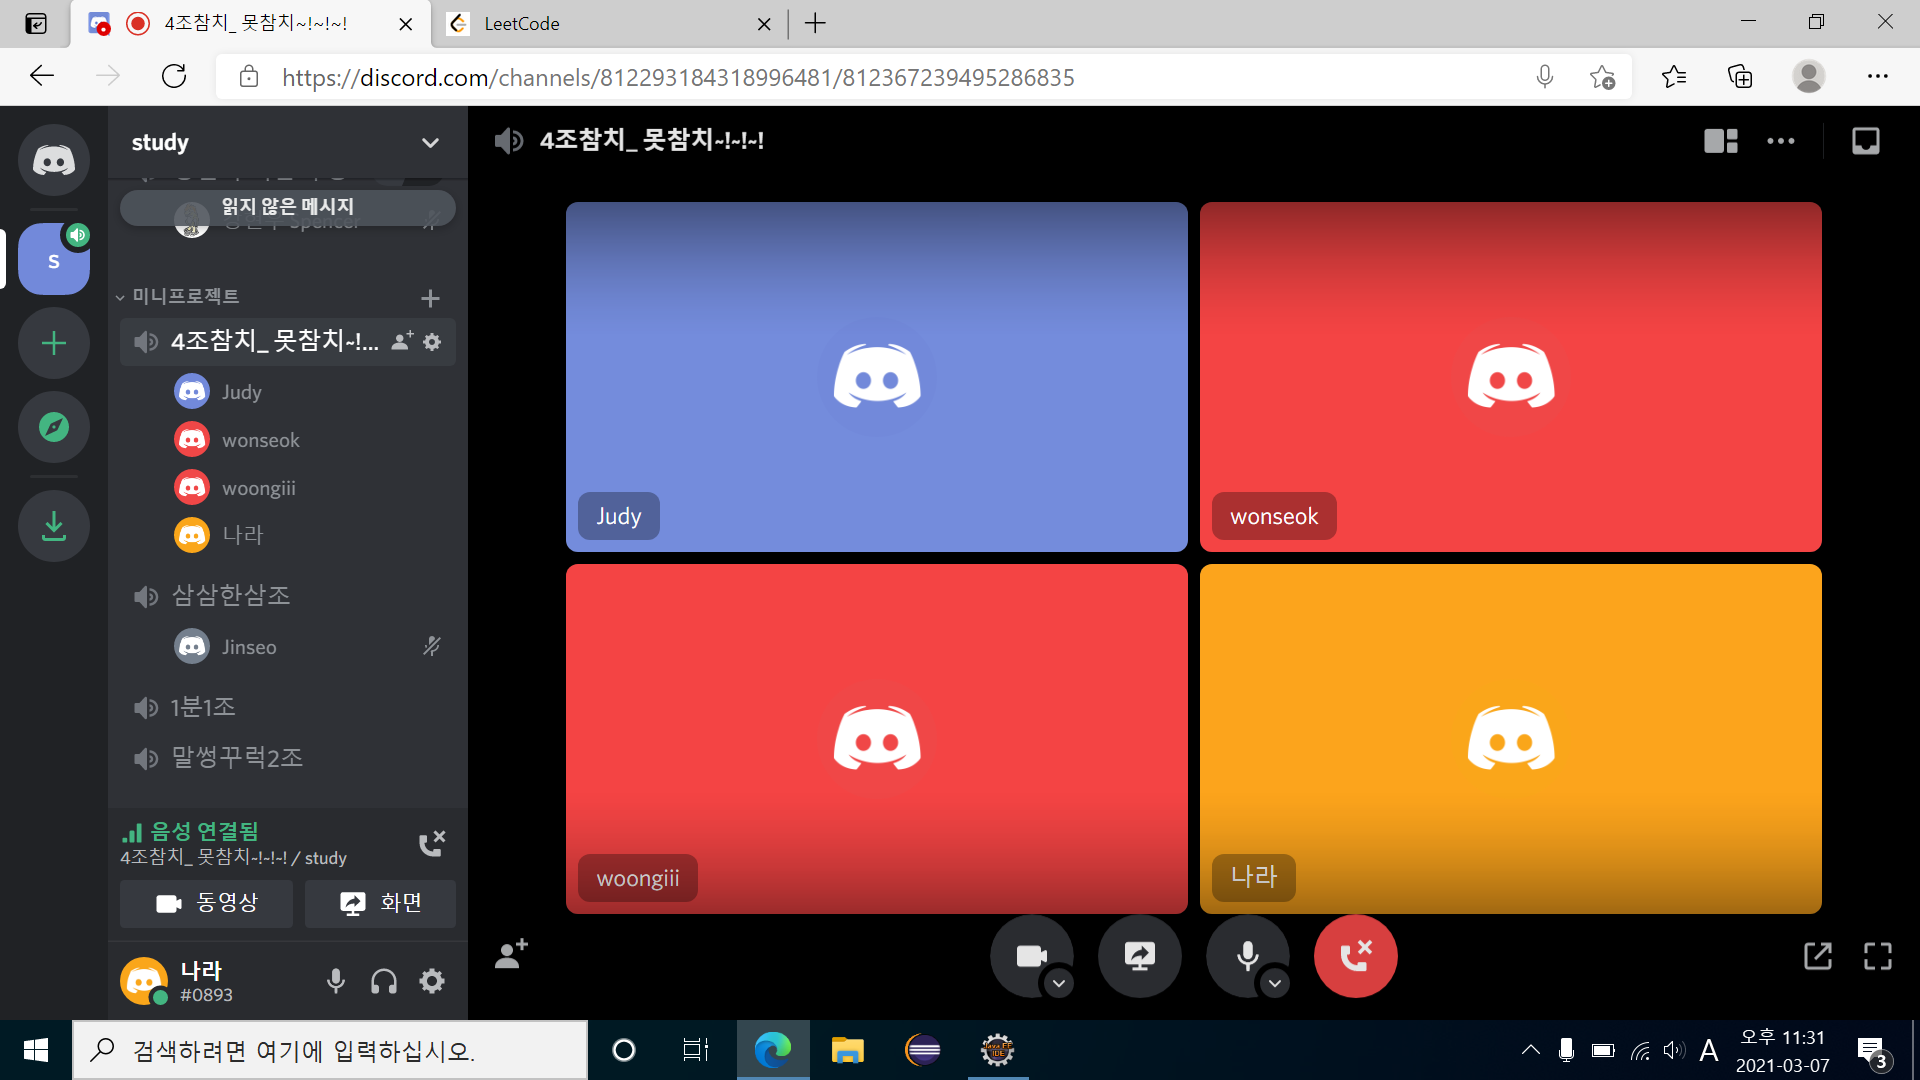 4조참치_ 못참치~!~!~!
LeetCode
https://discord.com/channels/812293184318996481/812367239495286835
study
읽지 않은 메시지
Spencer
미니프로젝트
4조참치_ 못참치~!...
Judy
wonseok
woongiii
나라
삼삼한삼조
Jinseo
1분1조
말썽꾸럭2조
음성 연결됨
4조참치_ 못참치~!~!~! / study
동영상
화면
나라
#0893
S
4조참치_ 못참치~!~!~!
Judy
wonseok
woongiii
나라
검색하려면 여기에 입력하십시오.
Java EE
IDE
A
오후 11:31
2021-03-07
3